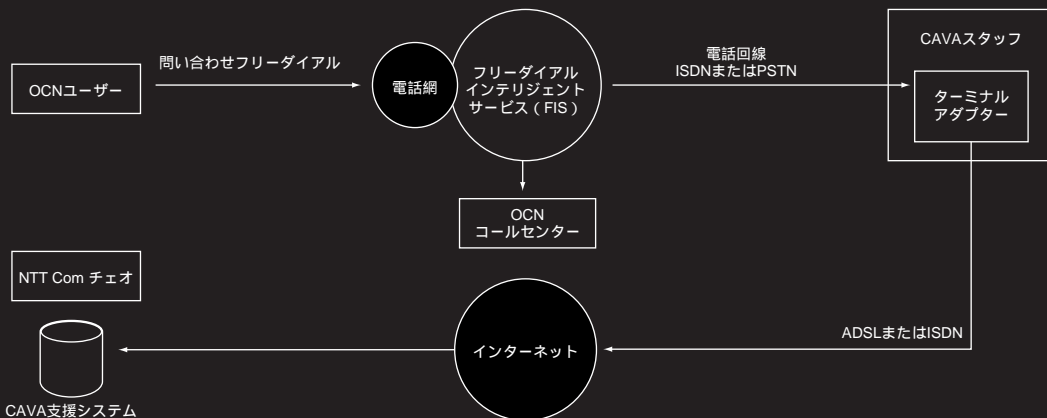 OCNユーザー
問い合わせフリーダイアル
電話網
フリーダイアル
インテリジェント
サービス(FIS)
電話回線
ISDNまたはPSTN
CAVAスタッフ
ターミナル
アダプター
OCN
コールセンター
NTT Com チェオ
CAVA支援システム
インターネット
ADSLまたはISDN